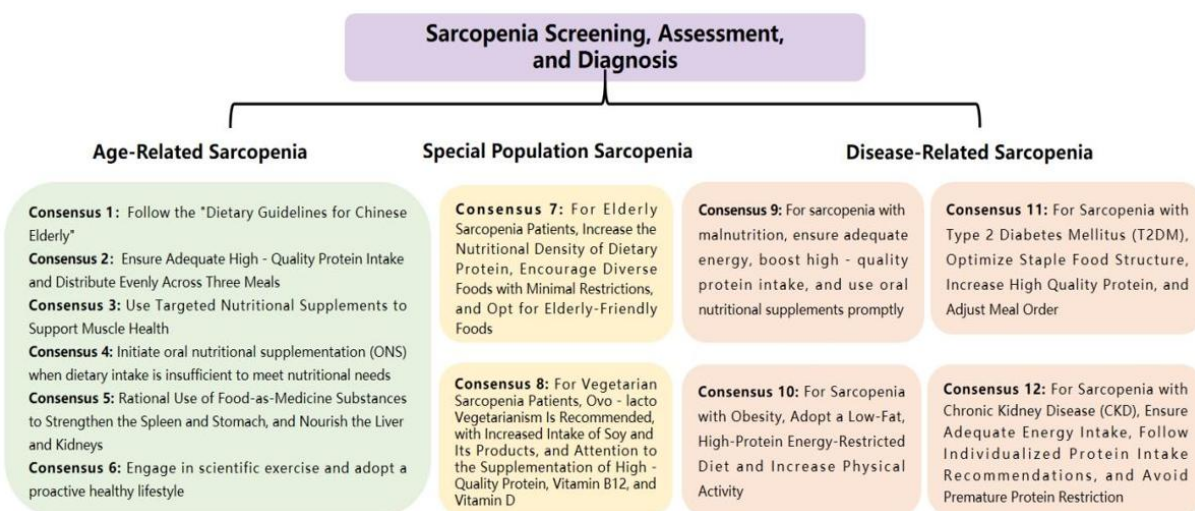 Sarcopenia Screening, Assessment,
and Diagnosis
Age-Related Sarcopenia
Consensus 1: Follow the "Dietary Guidelines for Chinese
Elderly"
Consensus 2: Ensure Adequate High - Quality Protein Intake
and Distribute Evenly Across Three Meals
Consensus 3: Use Targeted Nutritional Supplements to
Support Muscle Health
Consensus 4: Initiate oral nutritional supplementation (ONS)
when dietary intake is insufficient to meet nutritional needs
Consensus 5: Rational Use of Food-as-Medicine Substances
to Strengthen the Spleen and Stomach, and Nourish the Liver
and Kidneys
Consensus 6: Engage in scientific exercise and adopt a
proactive healthy lifestyle
Special Population Sarcopenia
Consensus 7: For Elderly
Sarcopenia Patients, Increase the
Nutritional Density of Dietary
Protein, Encourage Diverse
Foods with Minimal Restrictions,
and Opt for Elderly-Friendly
Foods
Consensus 8: For Vegetarian
Sarcopenia Patients, Ovo - lacto
Vegetarianism Is Recommended,
with Increased Intake of Soy and
Its Products, and Attention to
the Supplementation of High -
Quality Protein, Vitamin B12, and
Vitamin D
Disease-Related Sarcopenia
Consensus 9: For sarcopenia with
malnutrition, ensure adequate
energy, boost high - quality
protein intake, and use oral
nutritional supplements promptly
Consensus 10: For Sarcopenia
with Obesity, Adopt a Low-Fat,
High-Protein Energy-Restricted
Diet and Increase Physical
Activity
Consensus 11: For Sarcopenia with
Type 2 Diabetes Mellitus (T2DM),
Optimize Staple Food Structure,
Increase High Quality Protein, and
Adjust Meal Order
Consensus 12: For Sarcopenia with
Chronic Kidney Disease (CKD), Ensure
Adequate Energy Intake, Follow
Individualized Protein Intake
Recommendations, and Avoid
Premature Protein Restriction